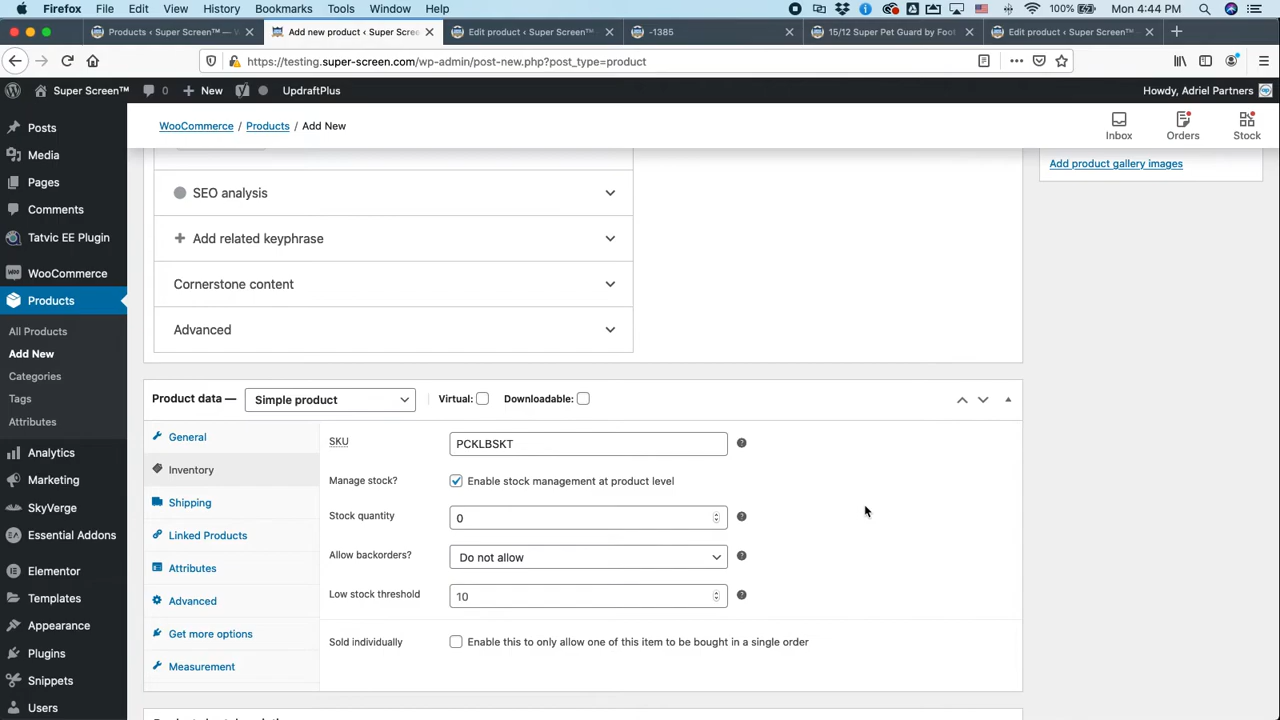 Firefox File Edit View History Bookmarks Tools Window Help 100% Mon 4:44 PM
Products ‹ Super Screen™ — W Add new product ‹ Super Scree Edit product ‹ Super Screen™ -1385 15/12 Super Pet Guard by Foot Edit product ‹ Super Screen™
https://testing.super-screen.com/wp-admin/post-new.php?post_type=product
Super Screen™ 0 New UpdraftPlus Howdy, Adriel Partners
WooCommerce / Products / Add New
Inbox Orders Stock
Posts
Media
Pages
Comments
Tatvic EE Plugin
WooCommerce
Products
All Products
Add New
Categories
Tags
Attributes
Analytics
Marketing
SkyVerge
Essential Addons
Elementor
Templates
Appearance
Plugins
Snippets
Users
Add product gallery images
SEO analysis
Add related keyphrase
Cornerstone content
Advanced
Product data — Simple product Virtual: Downloadable:
General
Inventory
Shipping
Linked Products
Attributes
Advanced
Get more options
Measurement
SKU PCKLBSKT
Manage stock? Enable stock management at product level
Stock quantity 0
Allow backorders? Do not allow
Low stock threshold 10
Sold individually Enable this to only allow one of this item to be bought in a single order